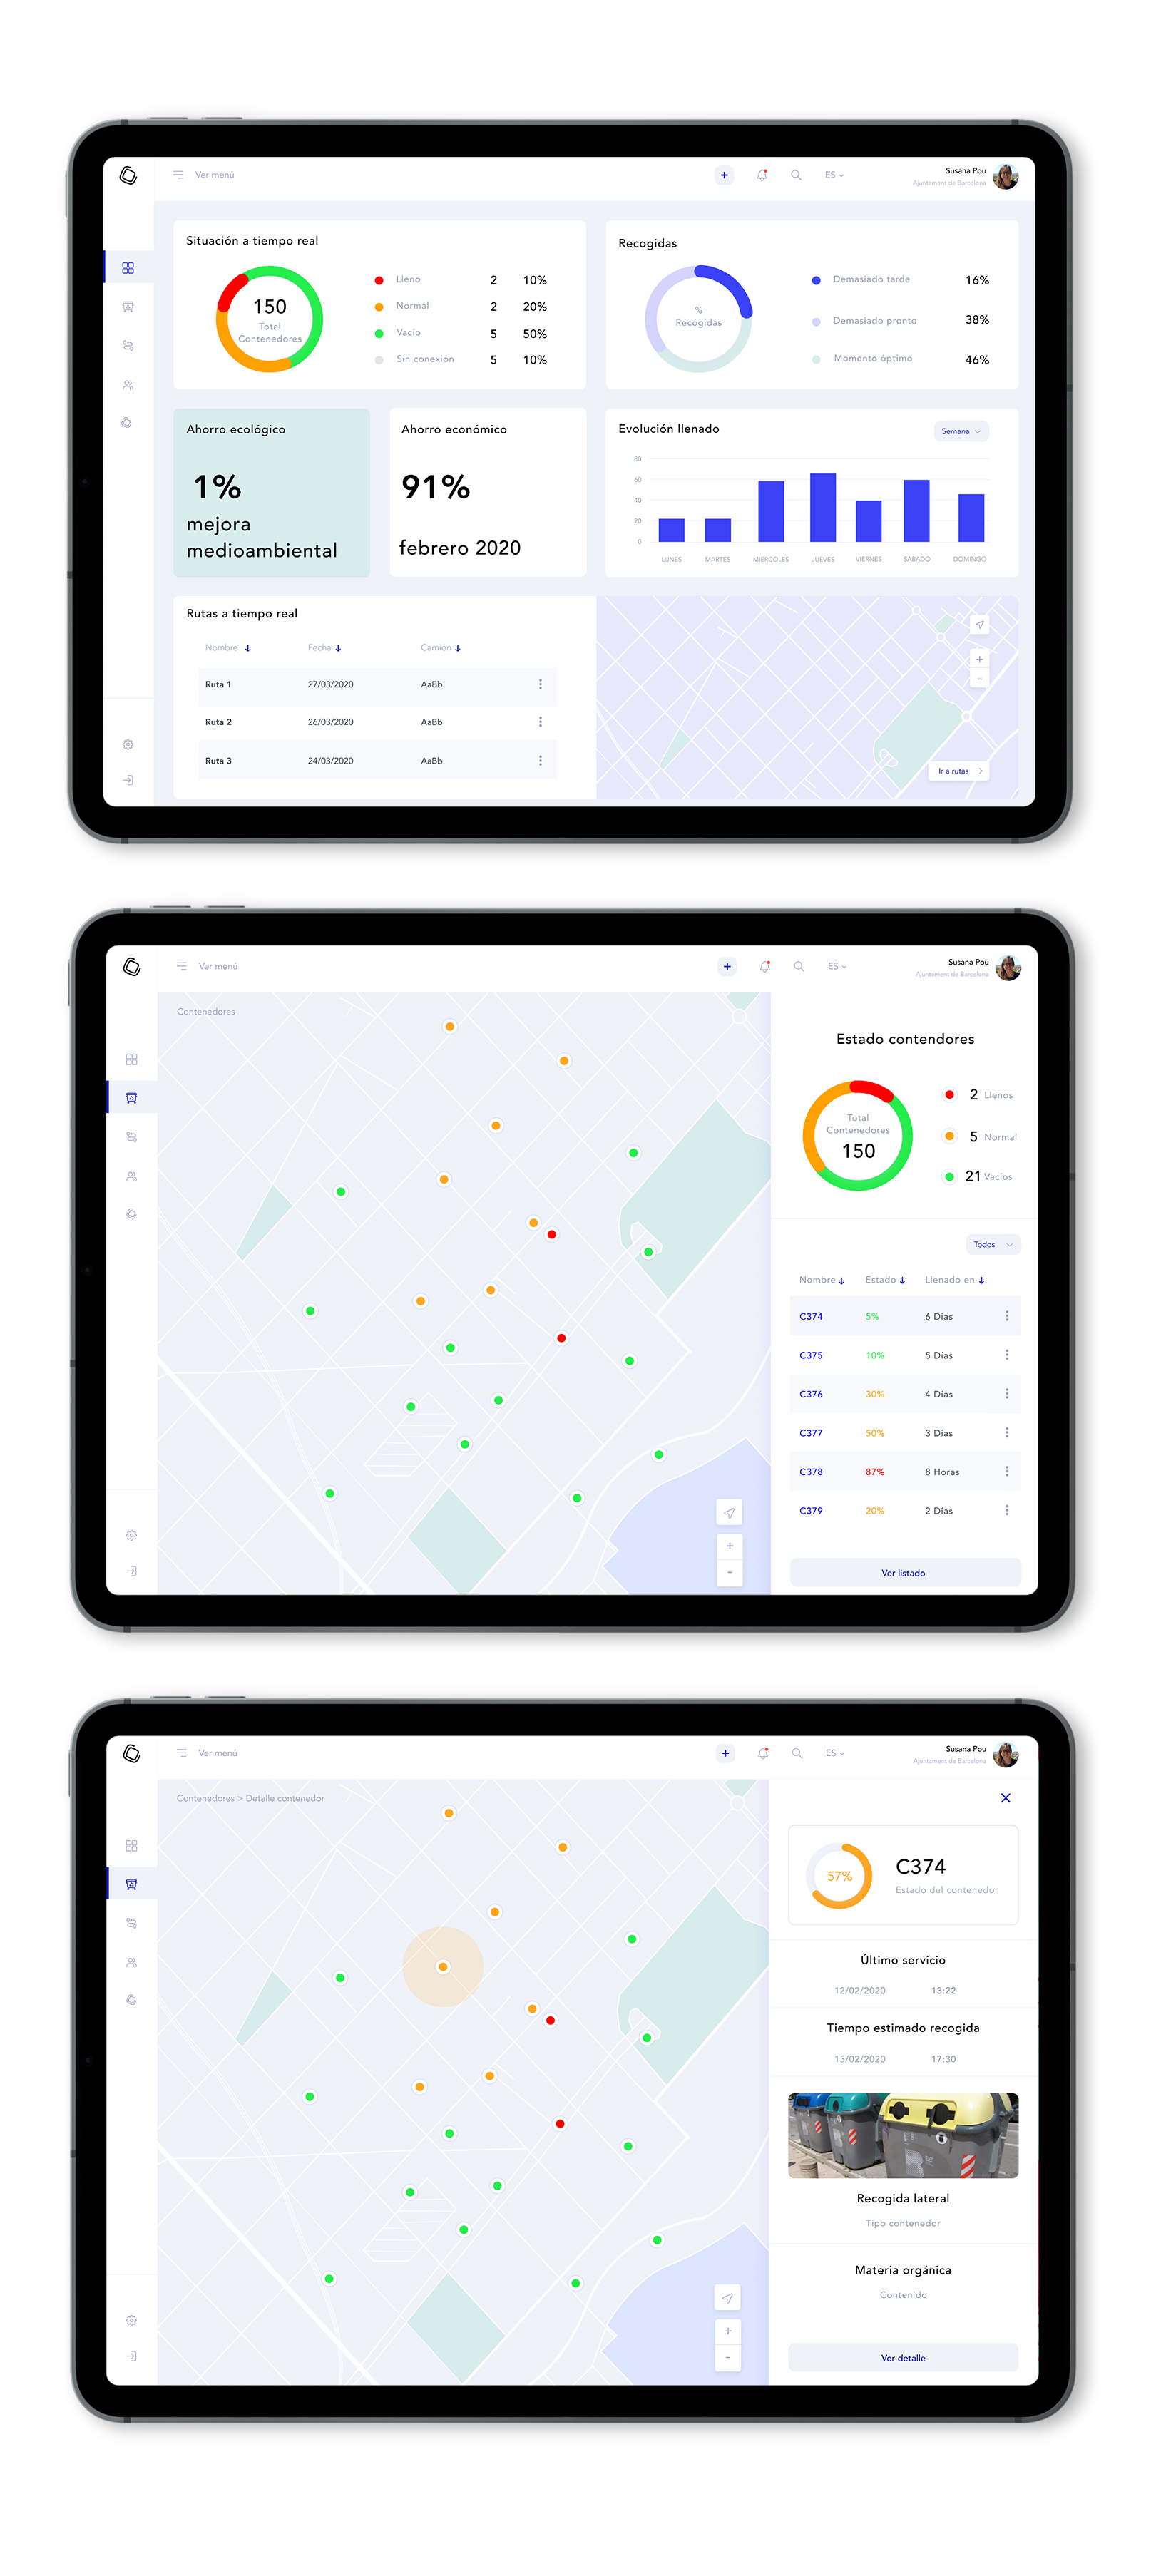 Ver menú
+
ES
Susana Pou
Ajuntament de Barcelona
Situación a tiempo real
150
Total
Contenedores
Lleno 2 10%
Normal 2 20%
Vacío 5 50%
Sin conexión 5 10%
Recogidas
%
Recogidas
Demasiado tarde 16%
Demasiado pronto 38%
Momento óptimo 46%
Ahorro ecológico
1%
mejora
medioambiental
Ahorro económico
91%
febrero 2020
Evolución llenado
Semana
80
60
40
20
0
LUNES MARTES MIERCOLES JUEVES VIERNES SABADO DOMINGO
Rutas a tiempo real
Nombre Fecha Camión
Ruta 1 27/03/2020 AaBb
Ruta 2 26/03/2020 AaBb
Ruta 3 24/03/2020 AaBb
+
-
Ir a rutas
Ver menú
+
ES
Susana Pou
Ajuntament de Barcelona
Contenedores
+
-
Estado contendores
Total
Contenedores
150
2 Llenos
5 Normal
21 Vacios
Todos
Nombre Estado Llenado en
C374 5% 6 Días
C375 10% 5 Días
C376 30% 4 Días
C377 50% 3 Días
C378 87% 8 Horas
C379 20% 2 Días
Ver listado
Ver menú
+
ES
Susana Pou
Ajuntament de Barcelona
Contenedores > Detalle contenedor
+
-
57%
C374
Estado del contenedor
Último servicio
12/02/2020 13:22
Tiempo estimado recogida
15/02/2020 17:30
Recogida lateral
Tipo contenedor
Materia orgánica
Contenido
Ver detalle